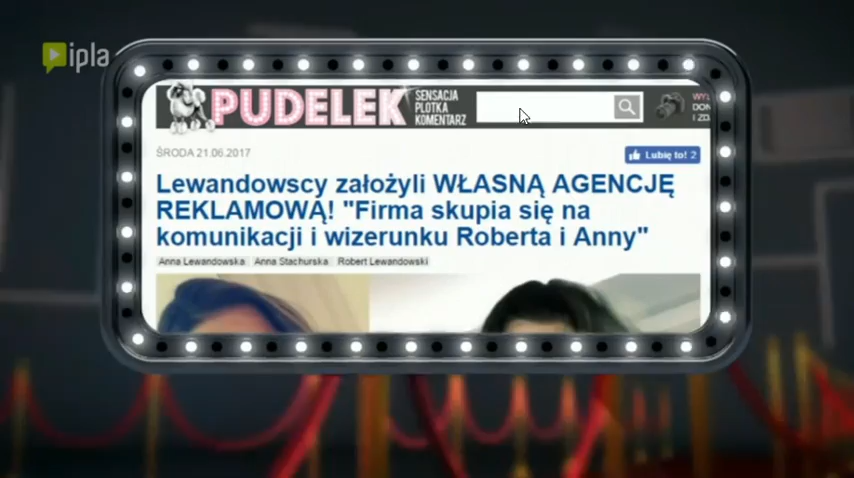 ipla
PUDELEK
SENSACJA
PLOTKA
KOMENTARZ
ŚRODA 21.06.2017
Lubię to! 2
Lewandowscy założyli WŁASNĄ AGENCJĘ
REKLAMOWĄ! "Firma skupia się na
komunikacji i wizerunku Roberta i Anny"
Anna Lewandowska Anna Stachurska Robert Lewandowski